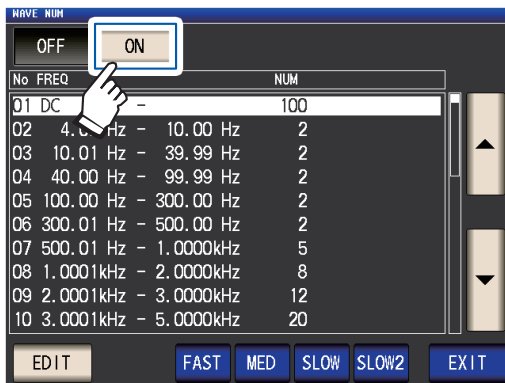 WAVE NUM
OFF ON
No FREQ NUM
01 DC - 100
02 Hz - 10.00 Hz 2
03 10.01 Hz - 39.99 Hz 2
04 40.00 Hz - 99.99 Hz 2
05 100.00 Hz - 300.00 Hz 2
06 300.01 Hz - 500.00 Hz 2
07 500.01 Hz - 1.0000kHz 5
08 1.0001kHz - 2.0000kHz 8
09 2.0001kHz - 3.0000kHz 12
10 3.0001kHz - 5.0000kHz 20
EDIT FAST MED SLOW SLOW2 EXIT